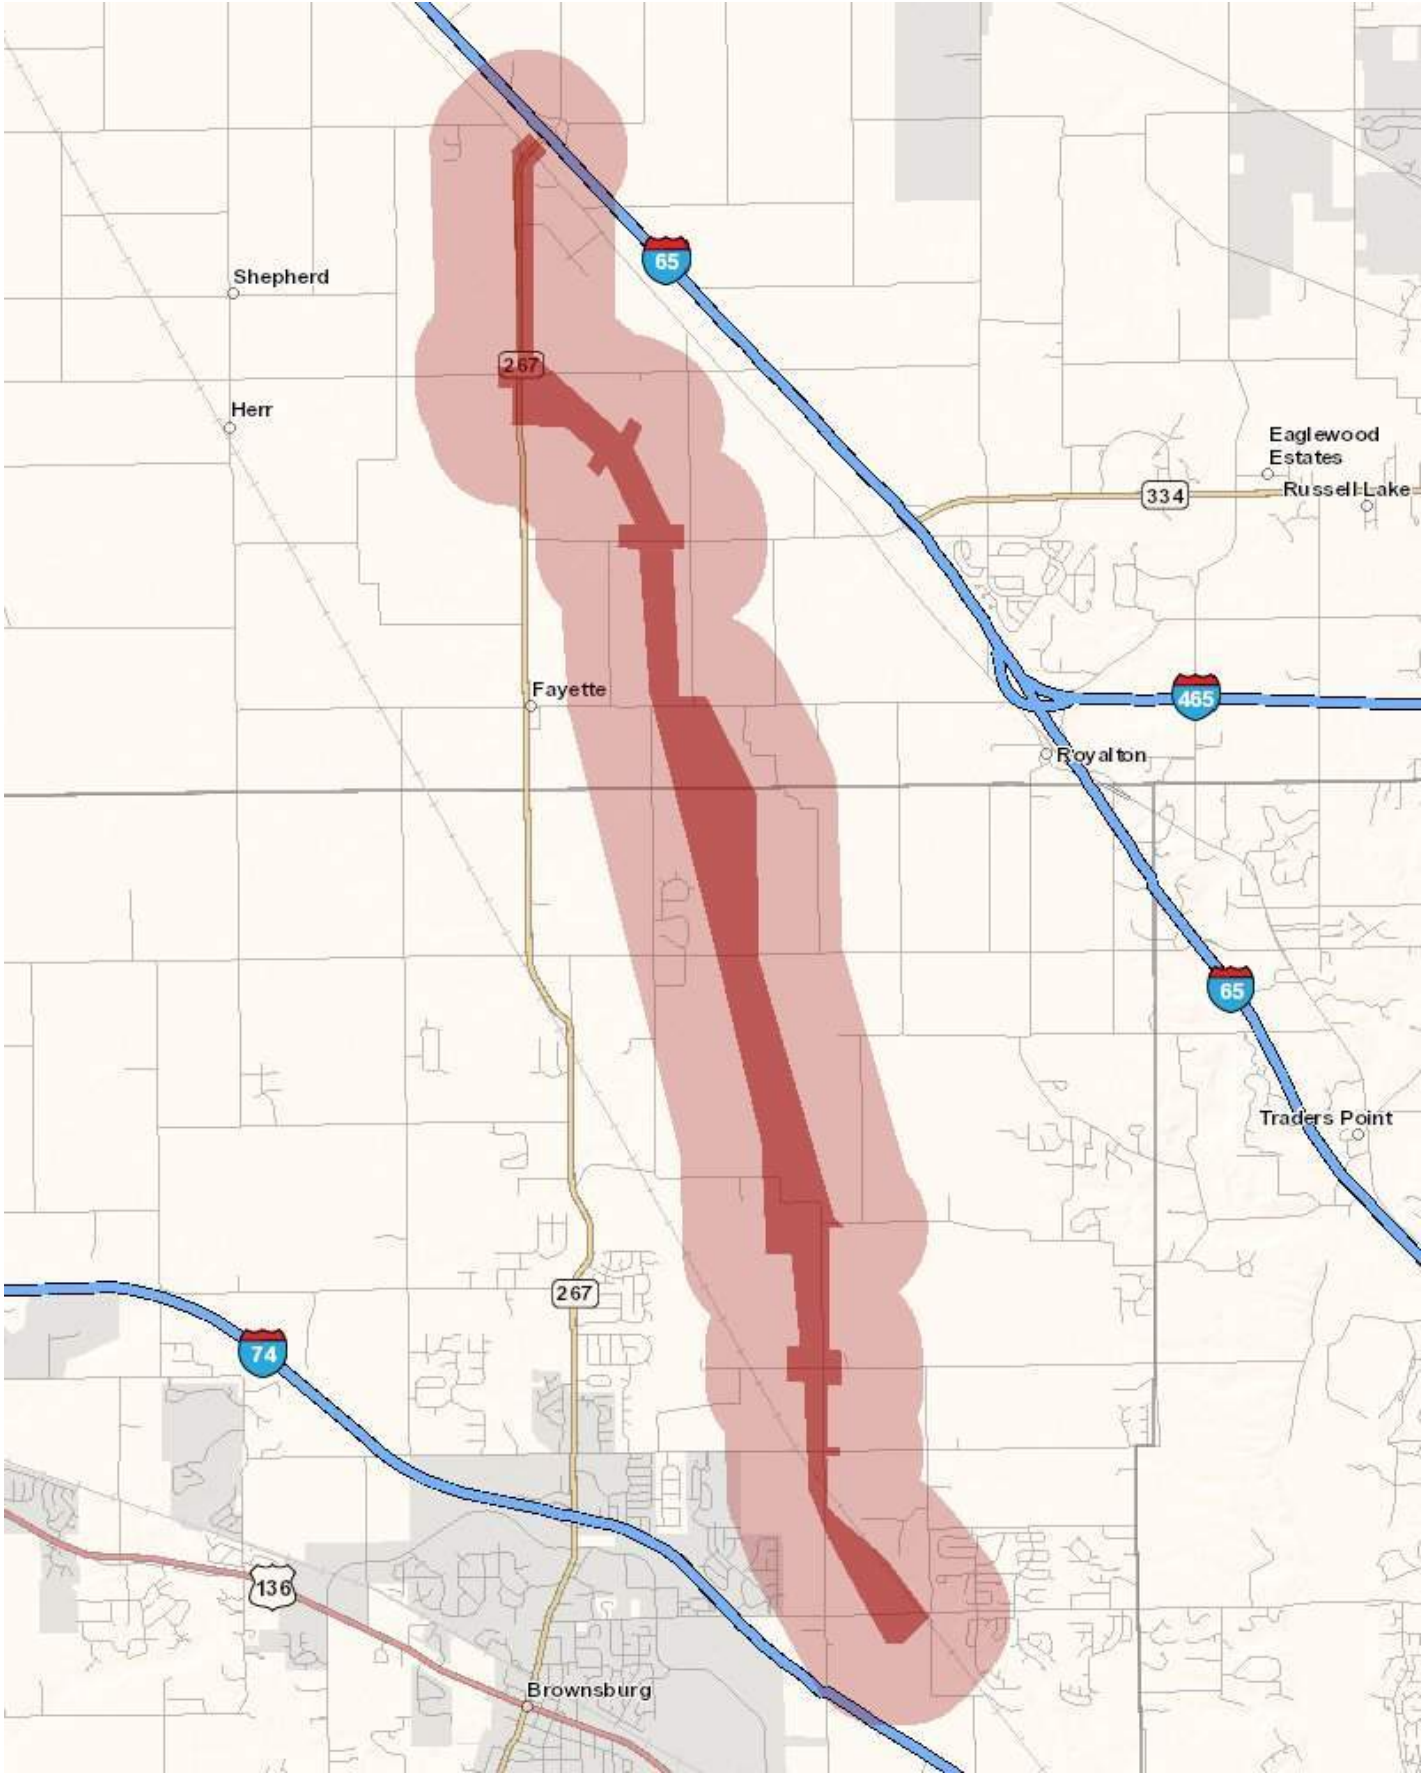 65
Shepherd
267
Herr
Eaglewood
Estates
334
Russell Lake
Fayette
465
Royalton
65
Traders Point
267
74
136
Brownsburg